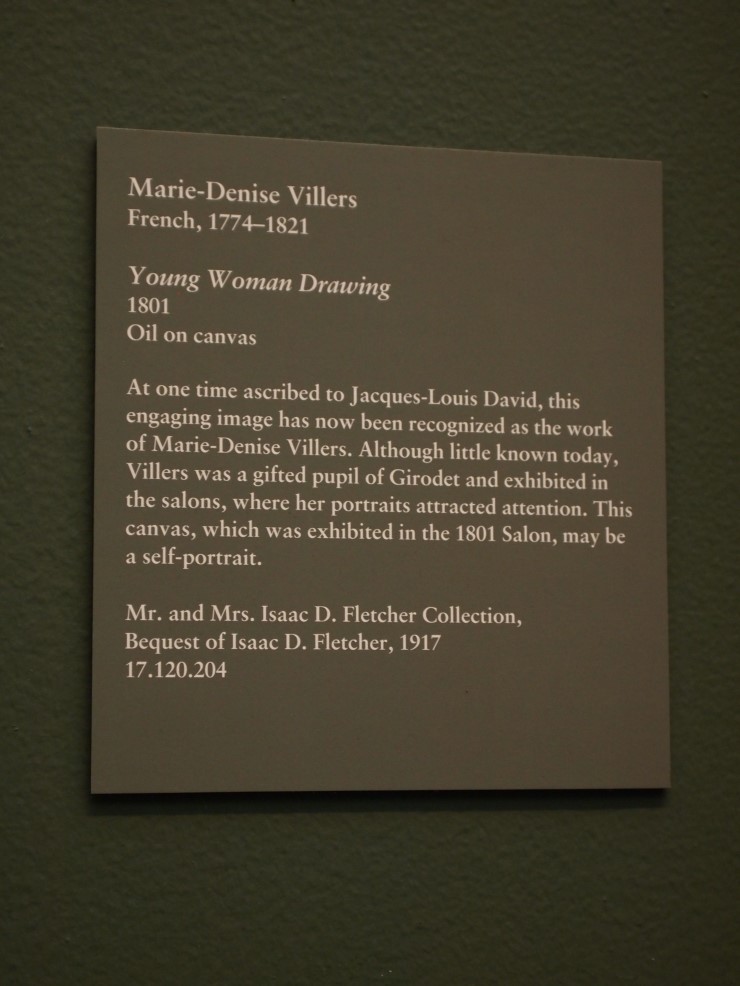 Marie-Denise Villers
French, 1774–1821
Young Woman Drawing
1801
Oil on canvas
At one time ascribed to Jacques-Louis David, this
engaging image has now been recognized as the work
of Marie-Denise Villers. Although little known today,
Villers was a gifted pupil of Girodet and exhibited in
the salons, where her portraits attracted attention. This
canvas, which was exhibited in the 1801 Salon, may be
a self-portrait.
Mr. and Mrs. Isaac D. Fletcher Collection,
Bequest of Isaac D. Fletcher, 1917
17.120.204